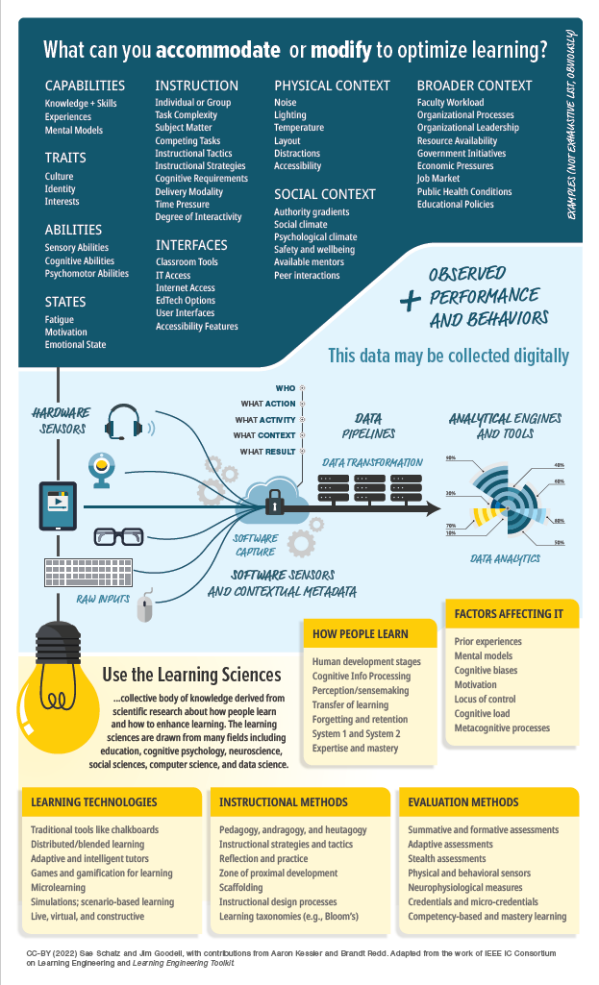 What can you accommodate or modify to optimize learning?
EXAMPLES (NOT EXHAUSTIVE LIST, OBVIOUSLY)
CAPABILITIES
Knowledge + Skills
Experiences
Mental Models
TRAITS
Culture
Identity
Interests
ABILITIES
Sensory Abilities
Cognitive Abilities
Psychomotor Abilities
STATES
Fatigue
Motivation
Emotional State
INSTRUCTION
Individual or Group
Task Complexity
Subject Matter
Competing Tasks
Instructional Tactics
Instructional Strategies
Cognitive Requirements
Delivery Modality
Time Pressure
Degree of Interactivity
INTERFACES
Classroom Tools
IT Access
Internet Access
EdTech Options
User Interfaces
Accessibility Features
PHYSICAL CONTEXT
Noise
Lighting
Temperature
Layout
Distractions
Accessibility
SOCIAL CONTEXT
Authority gradients
Social climate
Psychological climate
Safety and wellbeing
Available mentors
Peer interactions
BROADER CONTEXT
Faculty Workload
Organizational Processes
Organizational Leadership
Resource Availability
Government Initiatives
Economic Pressures
Job Market
Public Health Conditions
Educational Policies
+ OBSERVED
PERFORMANCE
AND BEHAVIORS
This data may be collected digitally
HARDWARE
SENSORS
RAW INPUTS
WHO
WHAT ACTION
WHAT ACTIVITY
WHAT CONTEXT
WHAT RESULT
SOFTWARE
CAPTURE
SOFTWARE SENSORS
AND CONTEXTUAL METADATA
DATA
PIPELINES
DATA TRANSFORMATION
ANALYTICAL ENGINES
AND TOOLS
DATA ANALYTICS
Use the Learning Sciences
...collective body of knowledge derived from
scientific research about how people learn
and how to enhance learning. The learning
sciences are drawn from many fields including
education, cognitive psychology, neuroscience,
social sciences, computer science, and data science.
HOW PEOPLE LEARN
Human development stages
Cognitive Info Processing
Perception/sensemaking
Transfer of learning
Forgetting and retention
System 1 and System 2
Expertise and mastery
FACTORS AFFECTING IT
Prior experiences
Mental models
Cognitive biases
Motivation
Locus of control
Cognitive load
Metacognitive processes
LEARNING TECHNOLOGIES
Traditional tools like chalkboards
Distributed/blended learning
Adaptive and intelligent tutors
Games and gamification for learning
Microlearning
Simulations; scenario-based learning
Live, virtual, and constructive
INSTRUCTIONAL METHODS
Pedagogy, andragogy, and heutagogy
Instructional strategies and tactics
Reflection and practice
Zone of proximal development
Scaffolding
Instructional design processes
Learning taxonomies (e.g., Bloom's)
EVALUATION METHODS
Summative and formative assessments
Adaptive assessments
Stealth assessments
Physical and behavioral sensors
Neurophysiological measures
Credentials and micro-credentials
Competency-based and mastery learning
CC-BY (2022) Sae Schatz and Jim Goodell, with contributions from Aaron Kessler and Brandt Redd. Adapted from the work of IEEE IC Consortium
on Learning Engineering and Learning Engineering Toolkit